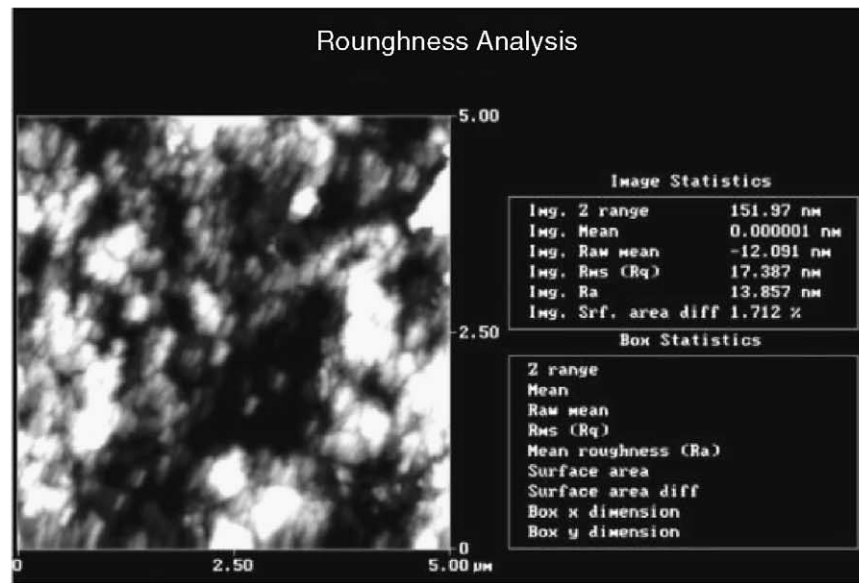 Rounghness Analysis
5.00
2.50
0
0 2.50 5.00 µm
Image Statistics
Img. Z range 151.97 nm
Img. Mean 0.000001 nm
Img. Raw mean -12.091 nm
Img. Rms (Rq) 17.387 nm
Img. Ra 13.857 nm
Img. Srf. area diff 1.712 %
Box Statistics
Z range
Mean
Raw mean
Rms (Rq)
Mean roughness (Ra)
Surface area
Surface area diff
Box x dimension
Box y dimension